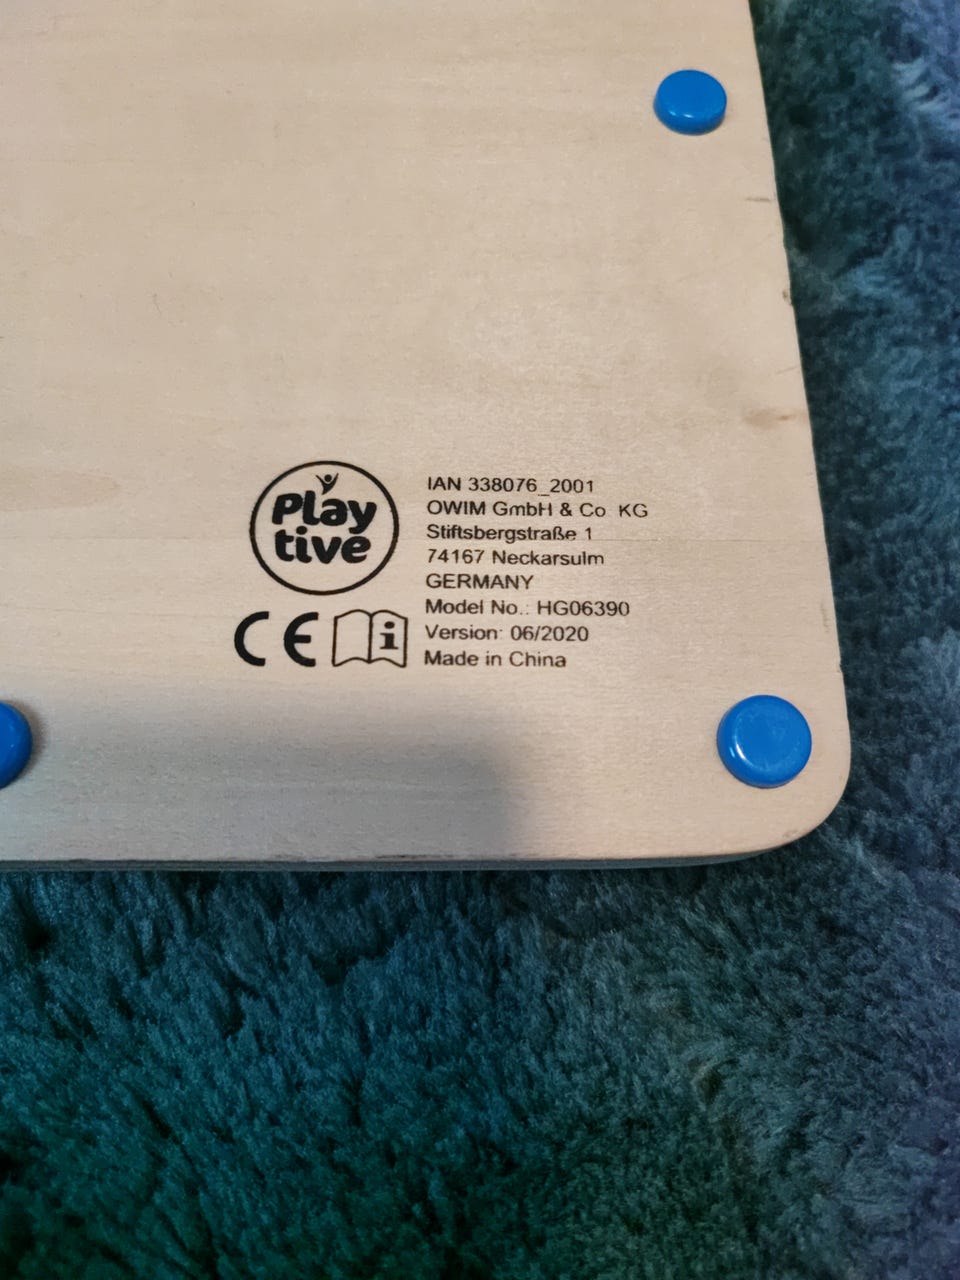 Play
tive
CE
i
IAN 338076_2001
OWIM GmbH & Co KG
Stiftsbergstraße 1
74167 Neckarsulm
GERMANY
Model No.: HG06390
Version: 06/2020
Made in China